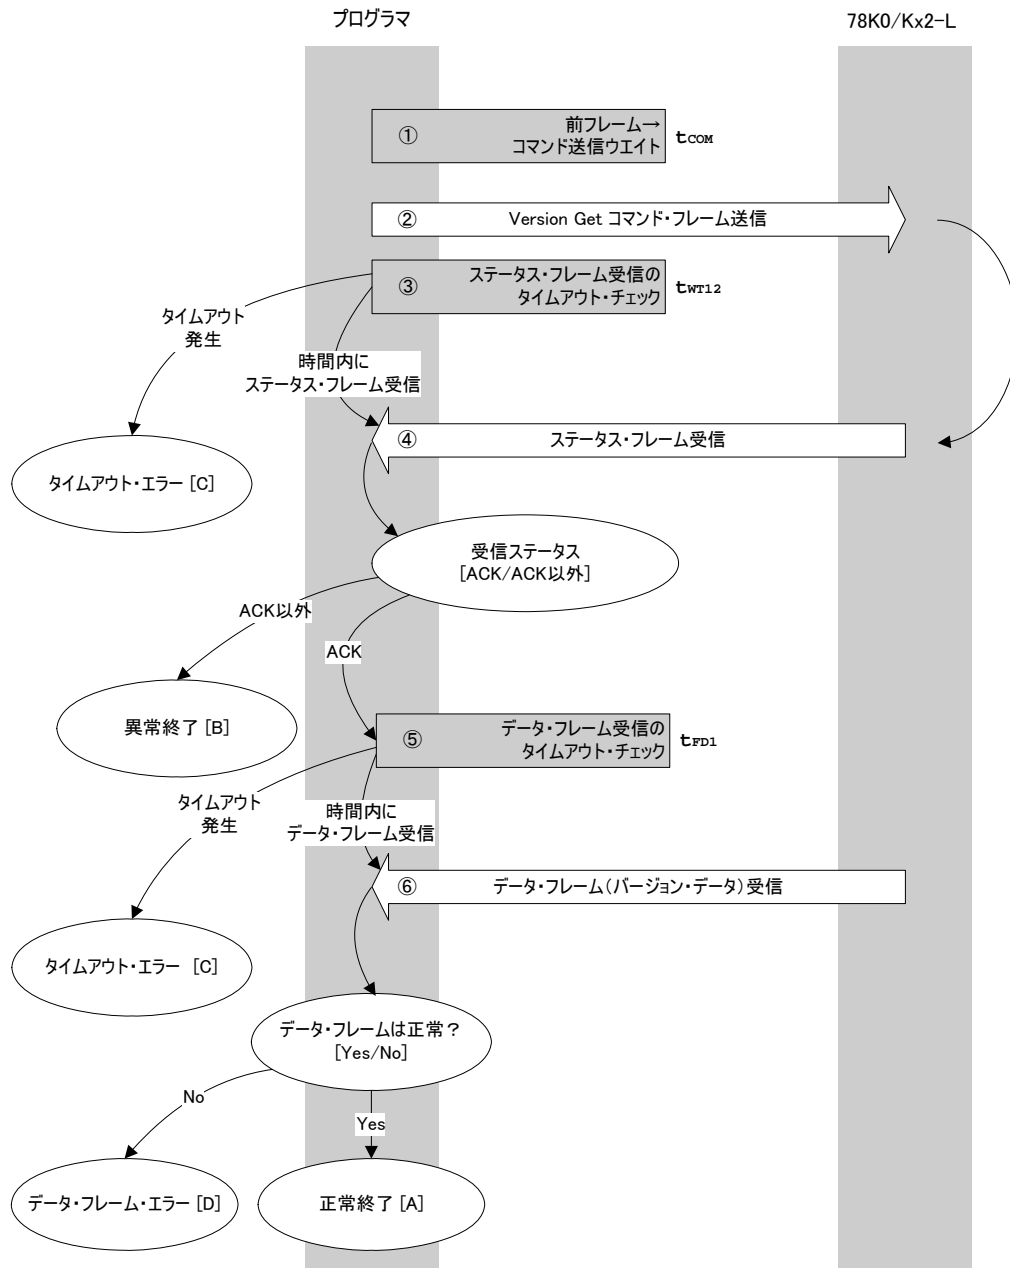 プログラマ
78K0/Kx2-L
①
前フレーム→
コマンド送信ウエイト
tCOM
②
Version Get コマンド・フレーム送信
③
ステータス・フレーム受信の
タイムアウト・チェック
tWT12
タイムアウト
発生
時間内に
ステータス・フレーム受信
④
ステータス・フレーム受信
タイムアウト・エラー [C]
受信ステータス
[ACK/ACK以外]
ACK以外
ACK
異常終了 [B]
⑤
データ・フレーム受信の
タイムアウト・チェック
tFD1
タイムアウト
発生
時間内に
データ・フレーム受信
⑥
データ・フレーム(バージョン・データ)受信
タイムアウト・エラー [C]
データ・フレームは正常?
[Yes/No]
No
Yes
データ・フレーム・エラー [D]
正常終了 [A]